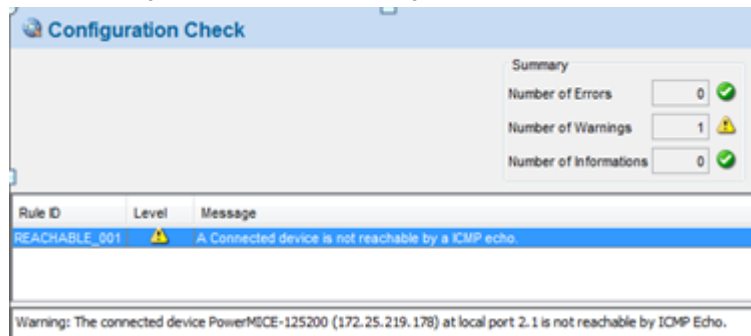 Configuration Check
Summary
Number of Errors 0
Number of Warnings 1
Number of Informations 0
Rule ID Level Message
REACHABLE_001 A Connected device is not reachable by a ICMP echo.
Warning: The connected device PowerMICE-125200 (172.25.219.178) at local port 2.1 is not reachable by ICMP Echo.